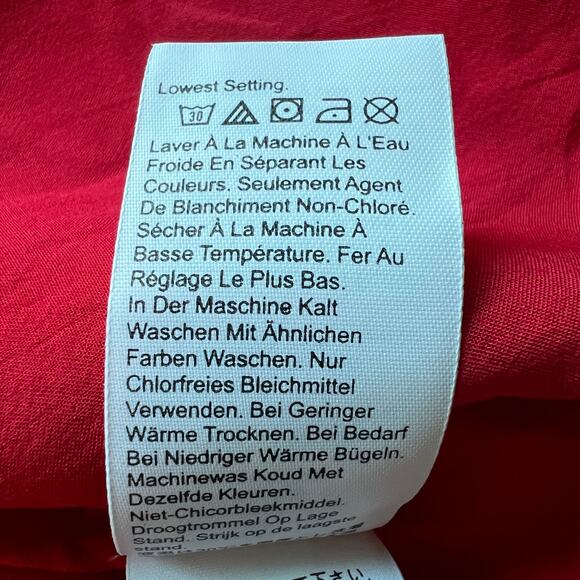 Lowest Setting.
30
Laver À La Machine À L'Eau
Froide En Séparant Les
Couleurs. Seulement Agent
De Blanchiment Non-Chloré.
Sécher À La Machine À
Basse Température. Fer Au
Réglage Le Plus Bas.
In Der Maschine Kalt
Waschen Mit Ähnlichen
Farben Waschen. Nur
Chlorfreies Bleichmittel
Verwenden. Bei Geringer
Wärme Trocknen. Bei Bedarf
Bei Niedriger Wärme Bügeln.
Machinewas Koud Met
Dezelfde Kleuren.
Niet-Chicorbleekmiddel.
Droogtrommel Op Lage
Stand. Strijk op de laagste
stand.